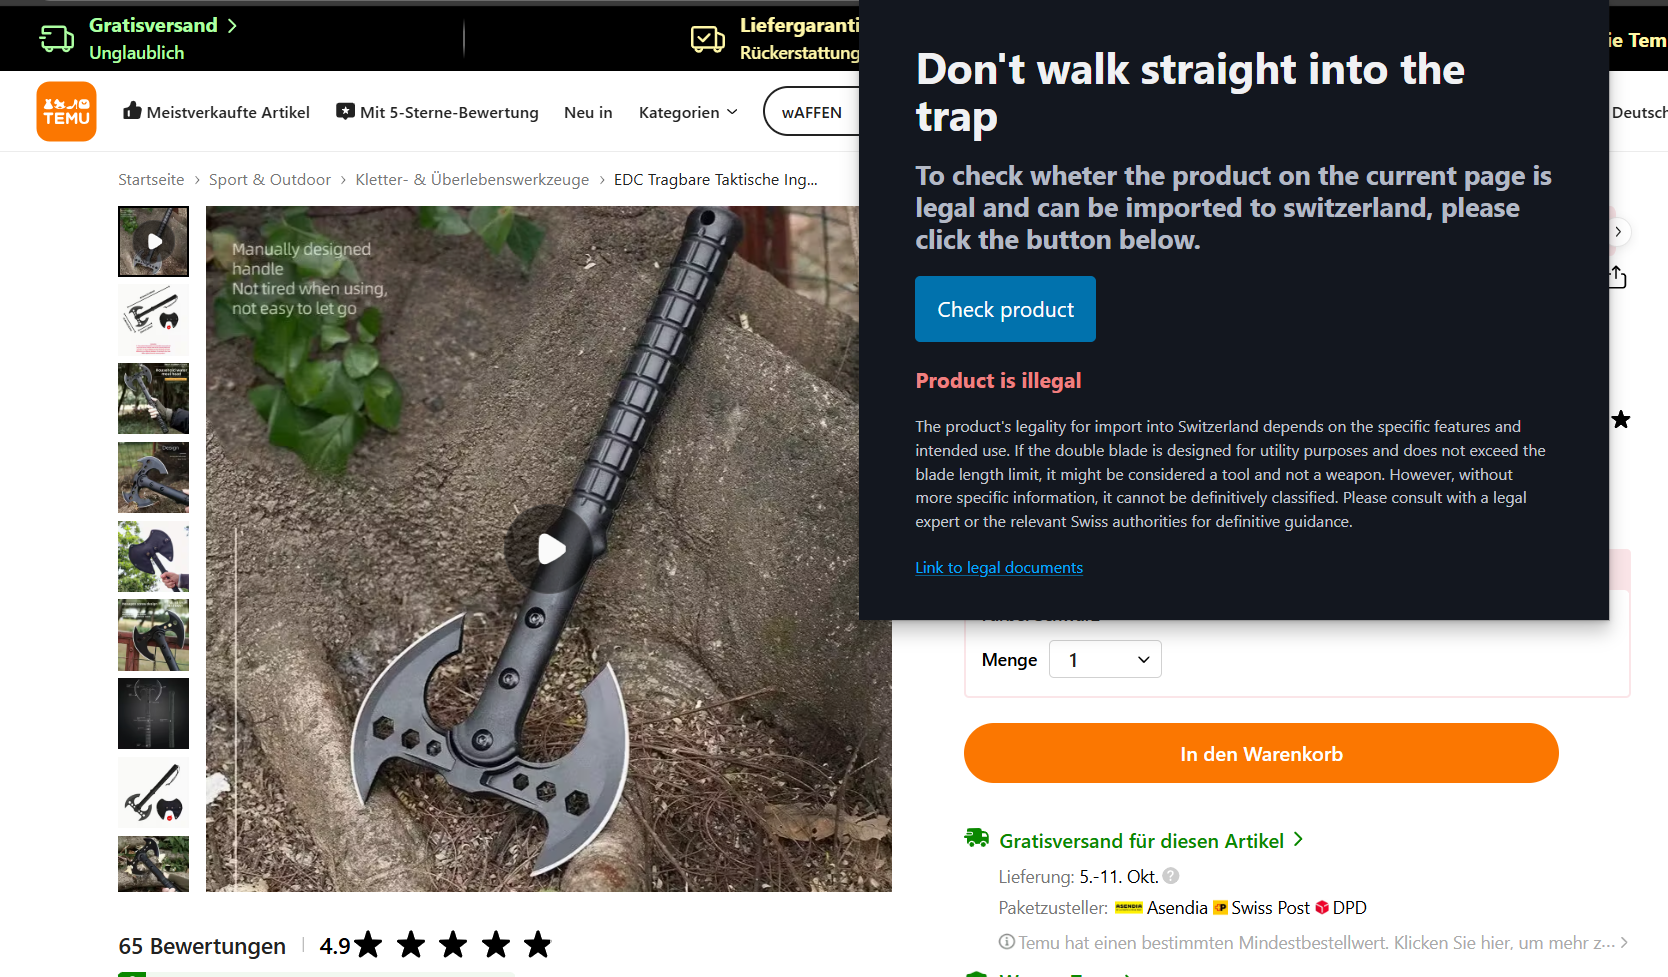 Gratisversand
Unglaublich
Liefergaranti
Rückerstattung
ie Tem
TEMU
Meistverkaufte Artikel
Mit 5-Sterne-Bewertung
Neu in
Kategorien
wAFFEN
Deutsch
Don't walk straight into the
trap
To check wheter the product on the current page is
legal and can be imported to switzerland, please
click the button below.
Check product
Product is illegal
The product's legality for import into Switzerland depends on the specific features and
intended use. If the double blade is designed for utility purposes and does not exceed the
blade length limit, it might be considered a tool and not a weapon. However, without
more specific information, it cannot be definitively classified. Please consult with a legal
expert or the relevant Swiss authorities for definitive guidance.
Link to legal documents
Startseite > Sport & Outdoor > Kletter- & Überlebenswerkzeuge > EDC Tragbare Taktische Ing...
Manually designed
handle
Not tired when using,
not easy to let go
Menge
1
In den Warenkorb
Gratisversand für diesen Artikel
Lieferung: 5.-11. Okt.
Paketzusteller: ASENDIA Asendia Swiss Post DPD
Temu hat einen bestimmten Mindestbestellwert. Klicken Sie hier, um mehr z...
65 Bewertungen
4.9